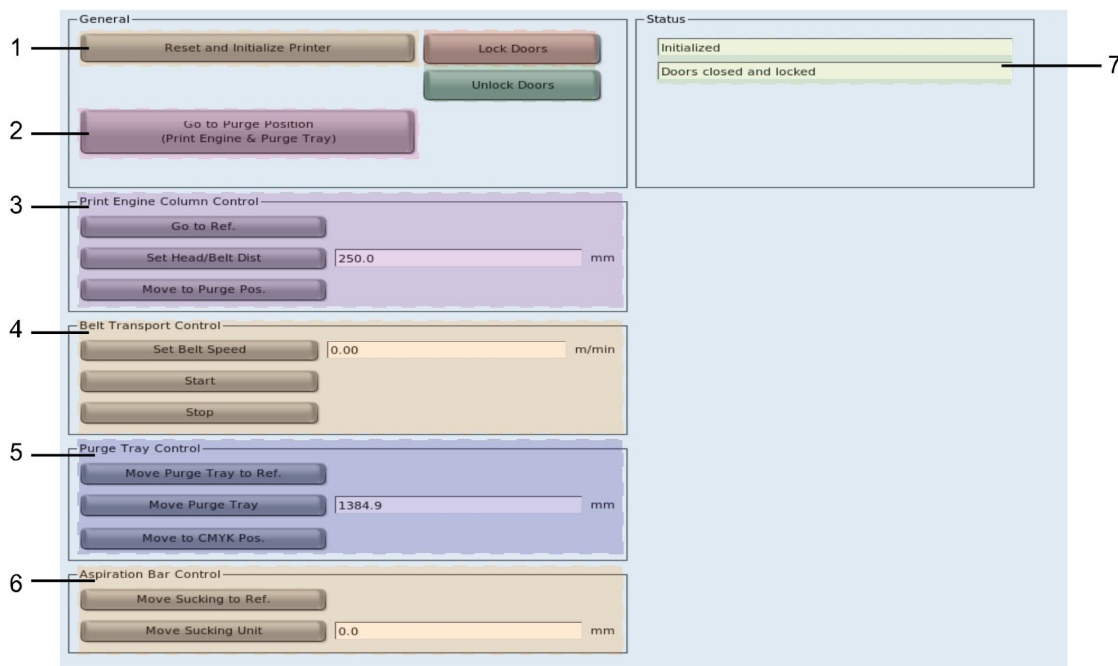 General
1
Reset and Initialize Printer
Lock Doors
Unlock Doors
2
Go to Purge Position
(Print Engine & Purge Tray)
Status
Initialized
Doors closed and locked
7
3
Print Engine Column Control
Go to Ref.
Set Head/Belt Dist 250.0 mm
Move to Purge Pos.
4
Belt Transport Control
Set Belt Speed 0.00 m/min
Start
Stop
5
Purge Tray Control
Move Purge Tray to Ref.
Move Purge Tray 1384.9 mm
Move to CMYK Pos.
6
Aspiration Bar Control
Move Sucking to Ref.
Move Sucking Unit 0.0 mm